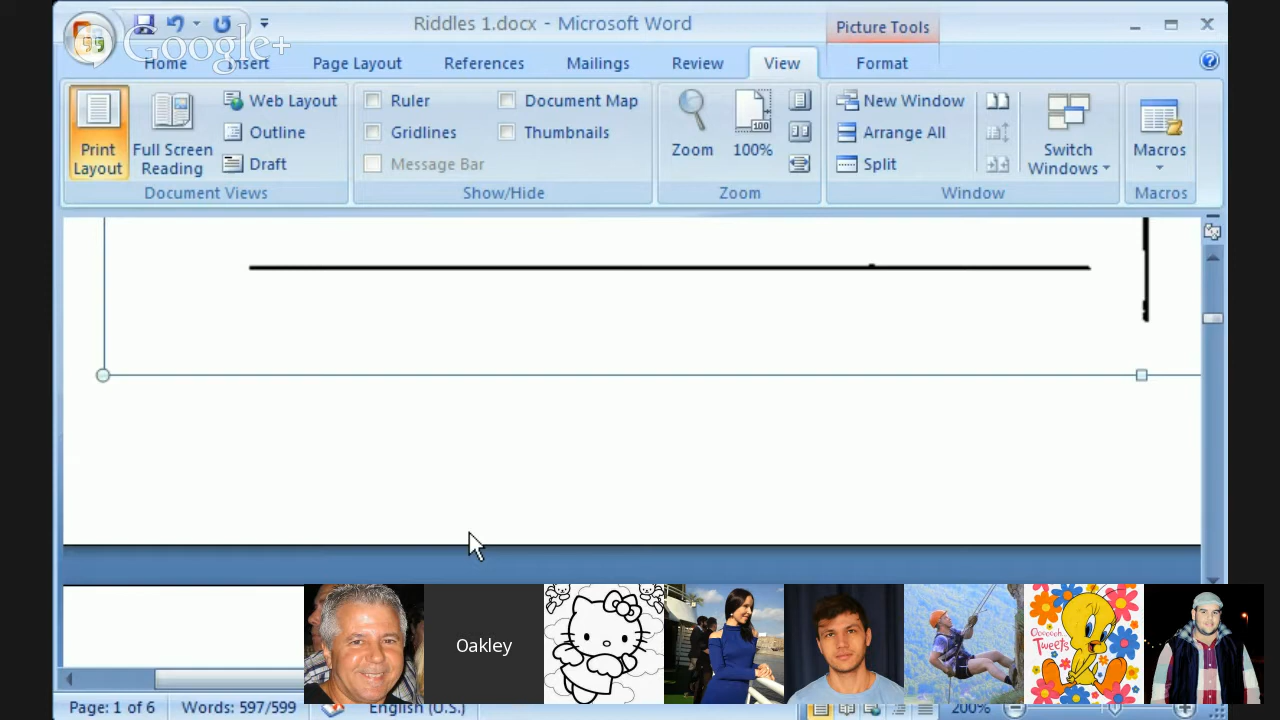 Riddles 1.docx - Microsoft Word
Picture Tools
Google+
Home Insert Page Layout References Mailings Review View Format
Print Layout
Full Screen Reading
Web Layout
Outline
Draft
Document Views
Ruler
Gridlines
Message Bar
Document Map
Thumbnails
Show/Hide
Zoom
100
100%
Zoom
New Window
Arrange All
Split
Switch Windows
Window
Macros
Macros
Oakley
Ooooooh
Tweets
Page: 1 of 6 Words: 597/599 English (U.S.) 200%